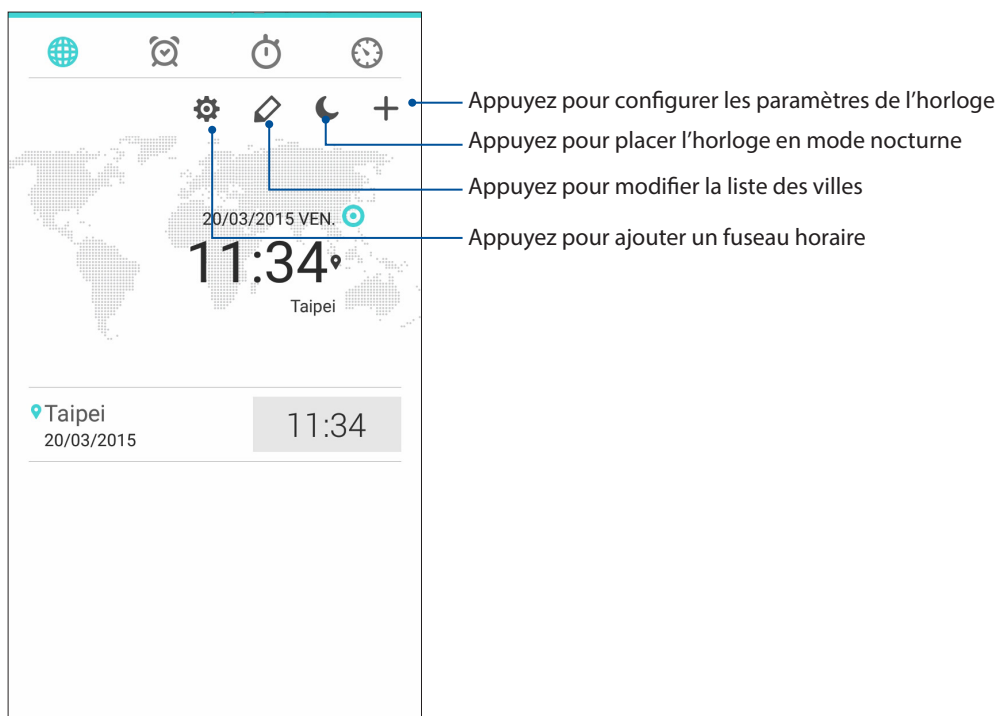 Appuyez pour configurer les paramètres de l’horloge
Appuyez pour placer l’horloge en mode nocturne
Appuyez pour modifier la liste des villes
20/03/2015 VEN.
Appuyez pour ajouter un fuseau horaire
11:34
Taipei
Taipei
11:34
20/03/2015